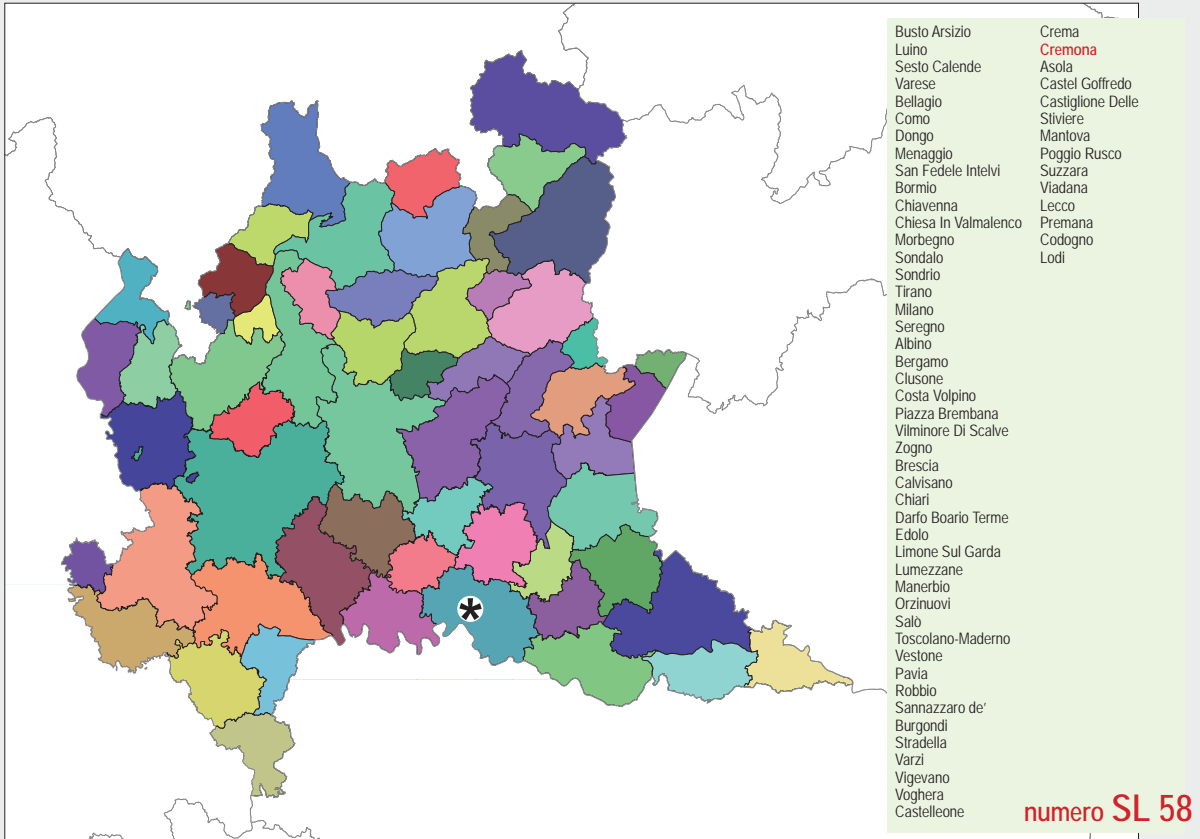 Busto Arsizio
Luino
Sesto Calende
Varese
Bellagio
Como
Dongo
Menaggio
San Fedele Intelvi
Bormio
Chiavenna
Chiesa In Valmalenco
Morbegno
Sondalo
Sondrio
Tirano
Milano
Seregno
Albino
Bergamo
Clusone
Costa Volpino
Piazza Brembana
Vilminore Di Scalve
Zogno
Brescia
Calvisano
Chiari
Darfo Boario Terme
Edolo
Limone Sul Garda
Lumezzane
Manerbio
Orzinuovi
Salò
Toscolano-Maderno
Vestone
Pavia
Robbio
Sannazzaro de'
Burgondi
Stradella
Varzi
Vigevano
Voghera
Castelleone
Crema
Cremona
Asola
Castel Goffredo
Castiglione Delle
Stiviere
Mantova
Poggio Rusco
Suzzara
Viadana
Lecco
Premana
Codogno
Lodi
*
numero SL 58